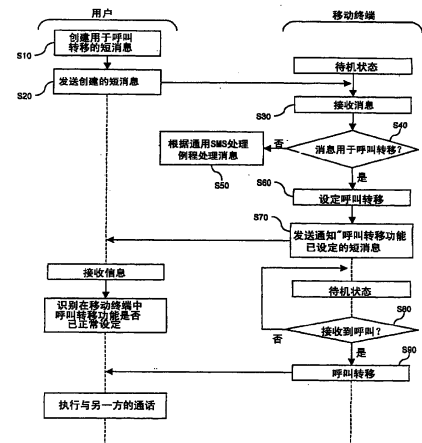 用户
移动终端
创建用于呼叫
转移的短消息
S10
发送创建的短消息
S20
待机状态
接收消息
S30
S40
消息用于呼叫转移？
否
是
根据通用SMS处理
例程处理消息
S50
S60
设定呼叫转移
S70
发送通知“呼叫转移功能
已设定的短消息
接收信息
识别在移动终端中
呼叫转移功能是否
已正常设定
待机状态
S80
接收到呼叫？
否
是
S90
呼叫转移
执行与另一方的通话